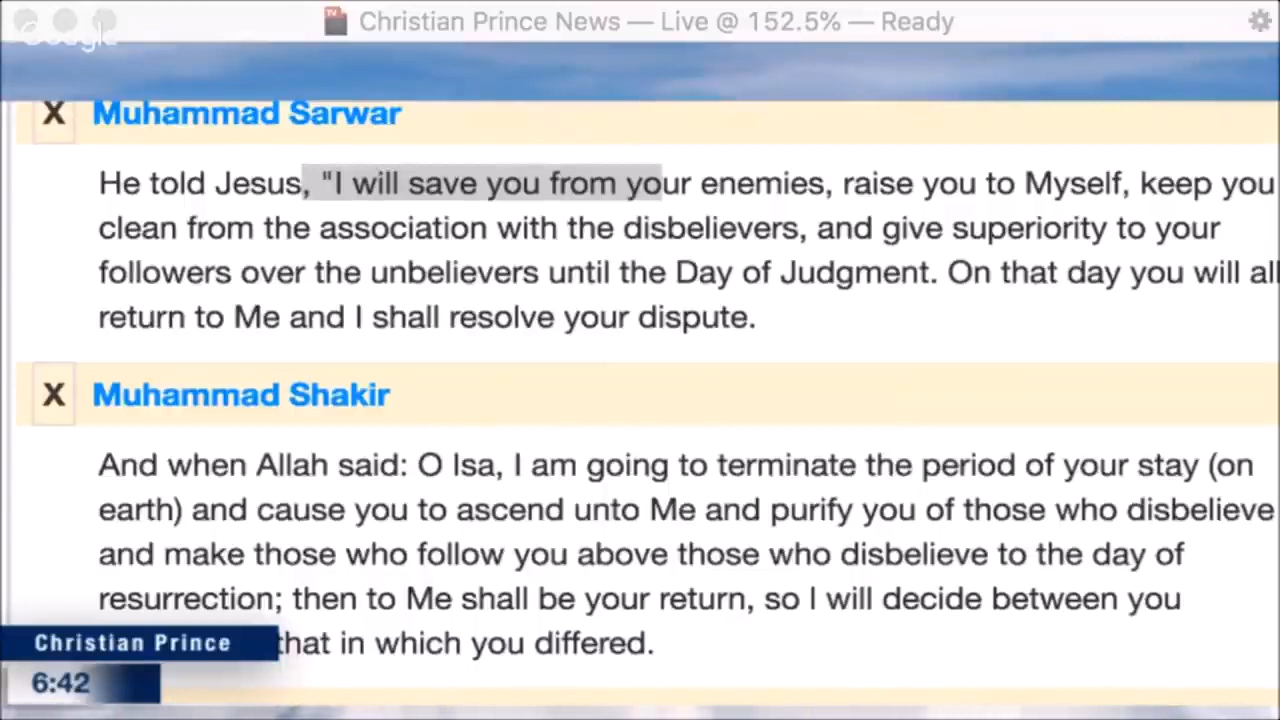 Christian Prince News — Live @ 152.5% — Ready
Google
X Muhammad Sarwar
He told Jesus, "I will save you from your enemies, raise you to Myself, keep you
clean from the association with the disbelievers, and give superiority to your
followers over the unbelievers until the Day of Judgment. On that day you will all
return to Me and I shall resolve your dispute.
X Muhammad Shakir
And when Allah said: O Isa, I am going to terminate the period of your stay (on
earth) and cause you to ascend unto Me and purify you of those who disbelieve
and make those who follow you above those who disbelieve to the day of
resurrection; then to Me shall be your return, so I will decide between you
that in which you differed.
Christian Prince
6:42